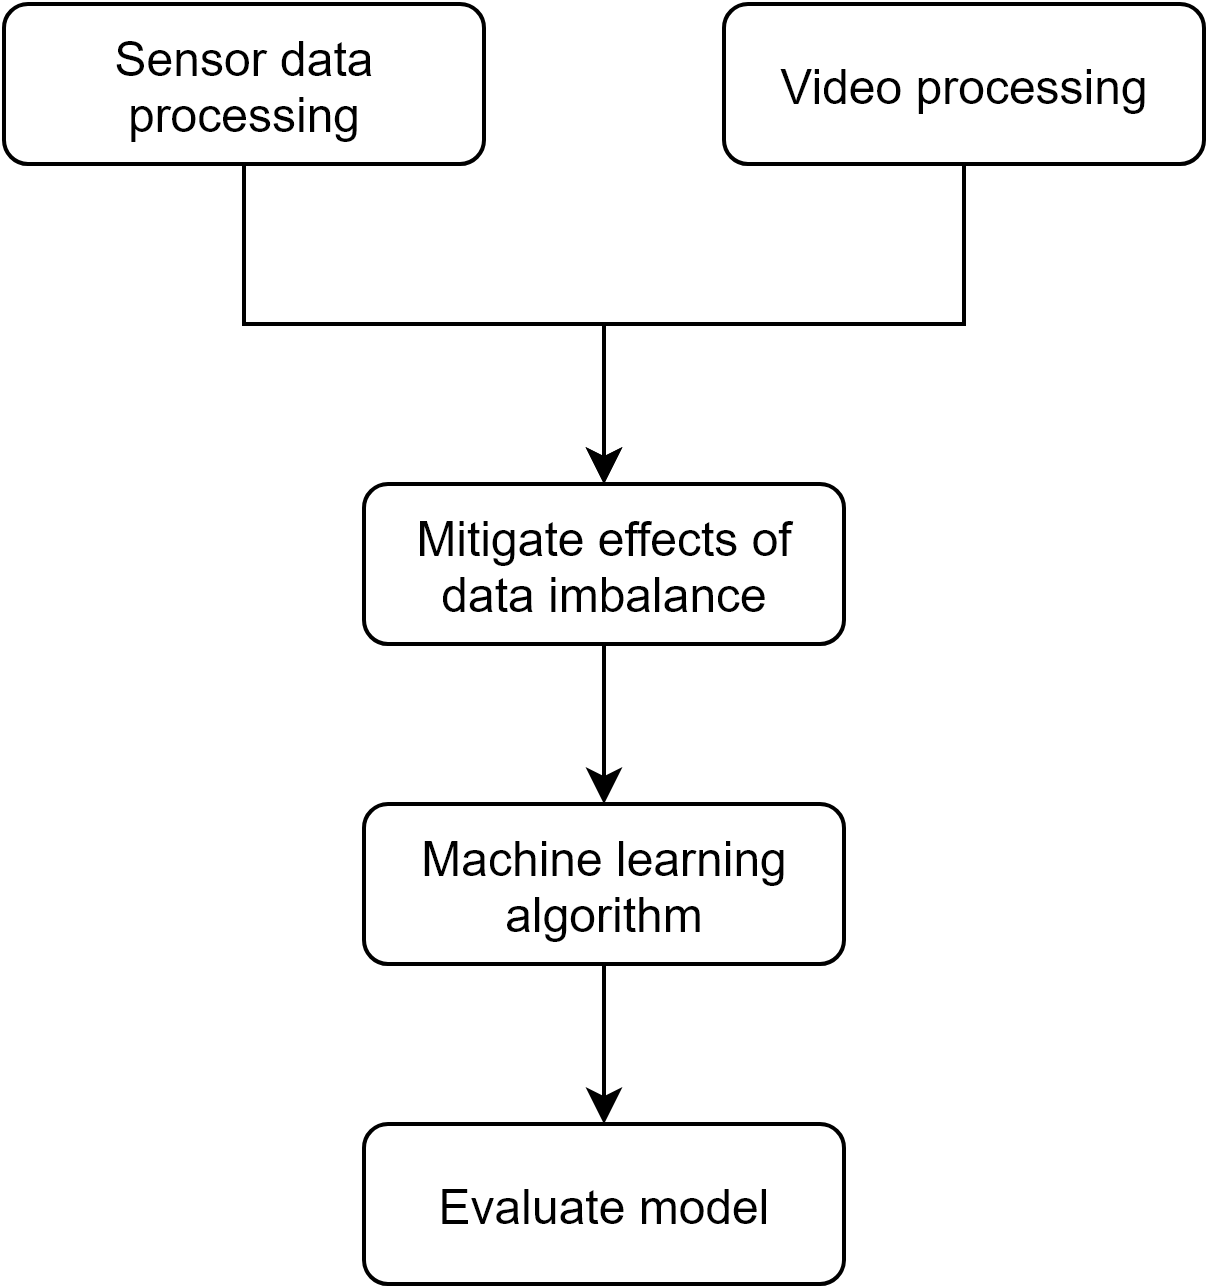 Sensor data
processing
Video processing
Mitigate effects of
data imbalance
Machine learning
algorithm
Evaluate model